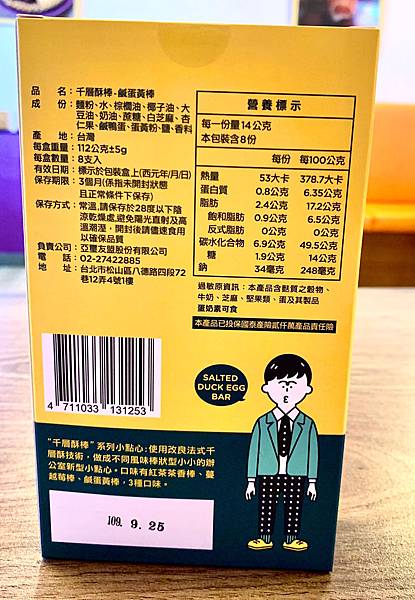 品　名：千層酥棒-鹹蛋黃棒
成　份：麵粉、水、棕櫚油、椰子油、大
豆油、奶油、蔗糖、白芝麻、杏
仁果、鹹鴨蛋、蛋黃粉、鹽、香料
產　地：台灣
每盒重量：112公克±5g
每盒數量：8支入
有效日期：標示於包裝盒上(西元年/月/日)
保存期限：3個月(係指未開封狀態
且正常條件下保存)
保存方式：常溫,請保存於28度以下陰
涼乾燥處,避免陽光直射及高
溫潮溼，開封後請儘速食用
以確保品質
負責公司：亞璽友盟股份有限公司
電　話：02-27422885
地　址：台北市松山區八德路四段72
巷12弄4號1樓
營養標示
每一份量14公克
本包裝含8份
每份 每100公克
熱量 53大卡 378.7大卡
蛋白質 0.8公克 6.35公克
脂肪 2.4公克 17.2公克
飽和脂肪 0.9公克 6.5公克
反式脂肪 0公克 0公克
碳水化合物 6.9公克 49.5公克
糖 1.9公克 14公克
鈉 34毫克 248毫克
過敏原資訊：本產品含麩質之穀物、
牛奶、芝麻、堅果類、蛋及其製品
蛋奶素可食
本產品已投保國泰產險貳仟萬產品責任險
4 711033 131253
SALTED
DUCK EGG
BAR
“千層酥棒”系列小點心:使用改良法式千
層酥技術，做成不同風味棒狀型小小的辦
公室新型小點心。口味有紅茶茶香棒、蔓
越莓棒、鹹蛋黃棒，3種口味。
109. 9. 25